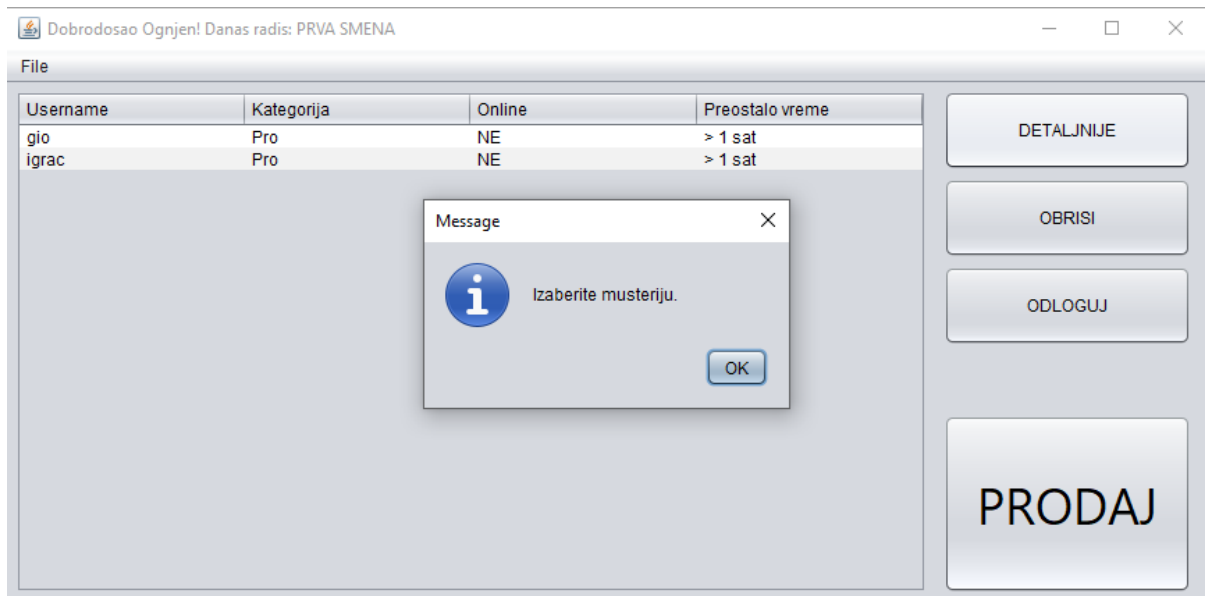 Dobrodosao Ognjen! Danas radis: PRVA SMENA
File
Username Kategorija Online Preostalo vreme
gio Pro NE > 1 sat
igrac Pro NE > 1 sat
DETALJNIJE
OBRISI
ODLOGUJ
PRODAJ
Message
Izaberite musteriju.
OK